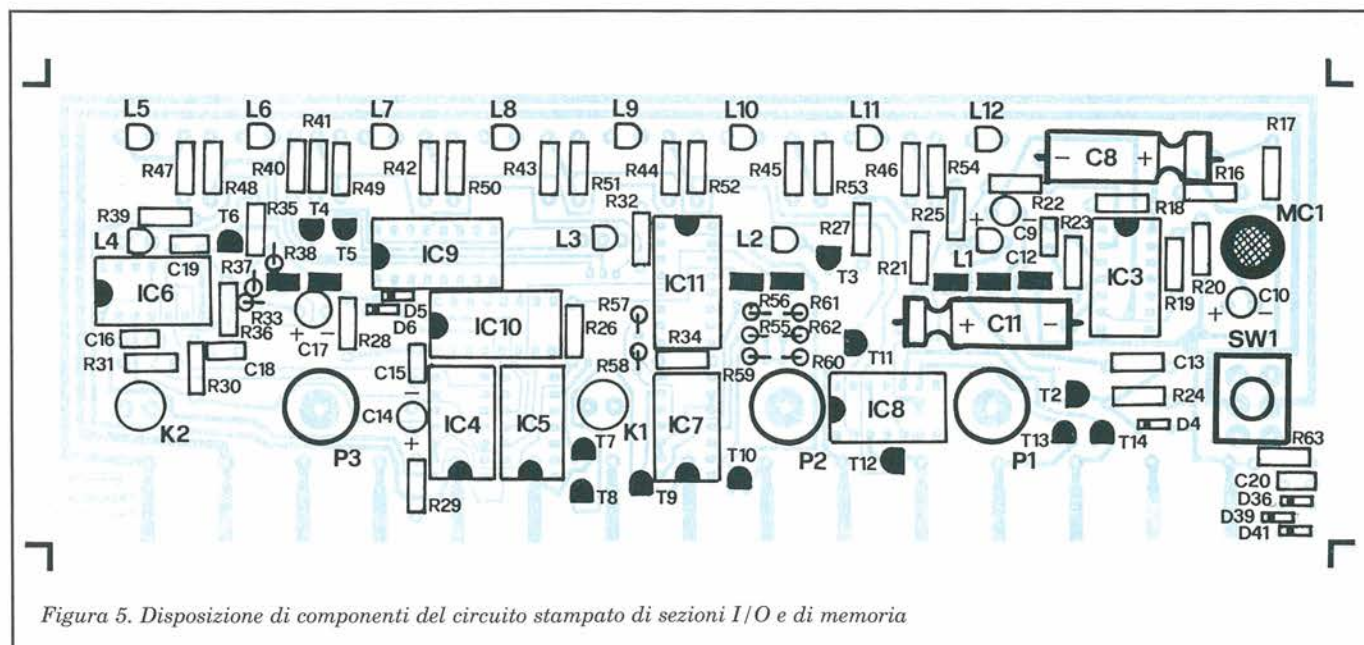 L5 L6 L7 L8 L9 L10 L11 L12
R41 R17
R47 R48 R40 R49 R42 R50 R43 R51 R44 R52 R45 R53 R46 R54 - C8 + R16
R39 T6 R35 T4 R32 R27 R25 + R22 - R23 R18 MC1
L4 C19 R38 T5 IC9 L3 IC11 L2 T3 R21 L1 C9 C12 IC3 R19 R20
IC6 R37 R33 R36 D5 D6 IC10 R57 R56 R61 + C11 - C10 + -
C16 + - C17 R28 R26 R55 R62
R31 R30 C18 C15 R58 R34 R59 R60 T11 C13 SW1
K2 P3 C14 - + IC4 IC5 K1 IC7 P2 IC8 P1 T2 R24 D4
T7 T10 T12 T13 T14 R63
R29 T8 T9 C20
D36
D39
D41
Figura 5. Disposizione di componenti del circuito stampato di sezioni I/O e di memoria